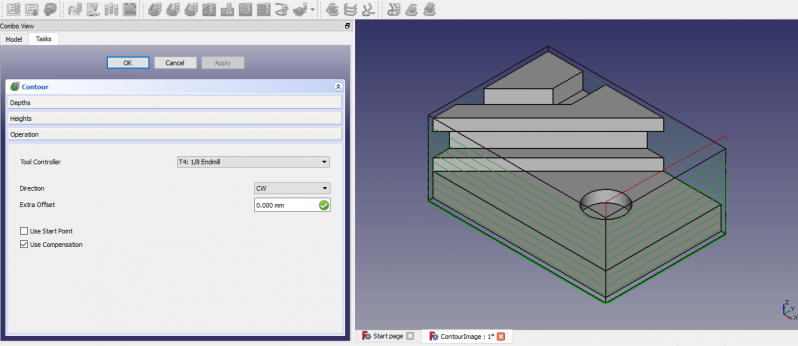 Combo View
Model Tasks
OK Cancel Apply
Contour
Depths
Heights
Operation
Tool Controller T4: 1/8 Endmill
Direction CW
Extra Offset 0.000 mm
Use Start Point
Use Compensation
Z
Y
X
Start page ContourImage : 1*